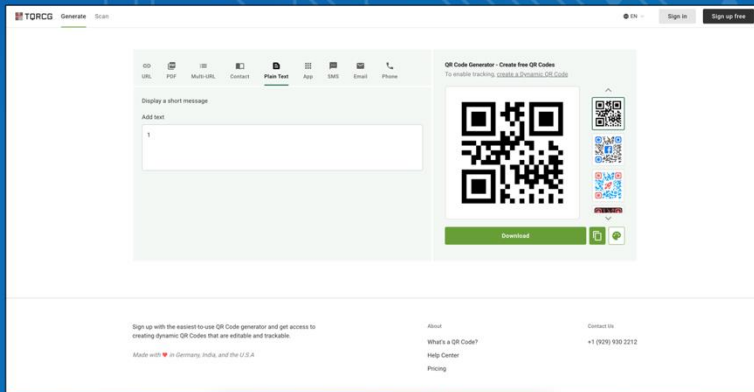 TQRCG Generate Scan EN Sign in Sign up free
URL PDF Multi-URL Contact Plain Text App SMS Email Phone
Display a short message
Add text
1
QR Code Generator - Create free QR Codes
To enable tracking, create a Dynamic QR Code
Download
Sign up with the easiest-to-use QR Code generator and get access to
creating dynamic QR Codes that are editable and trackable.
Made with ❤ in Germany, India, and the U.S.A
About
What's a QR Code?
Help Center
Pricing
Contact Us
+1 (929) 930 2212